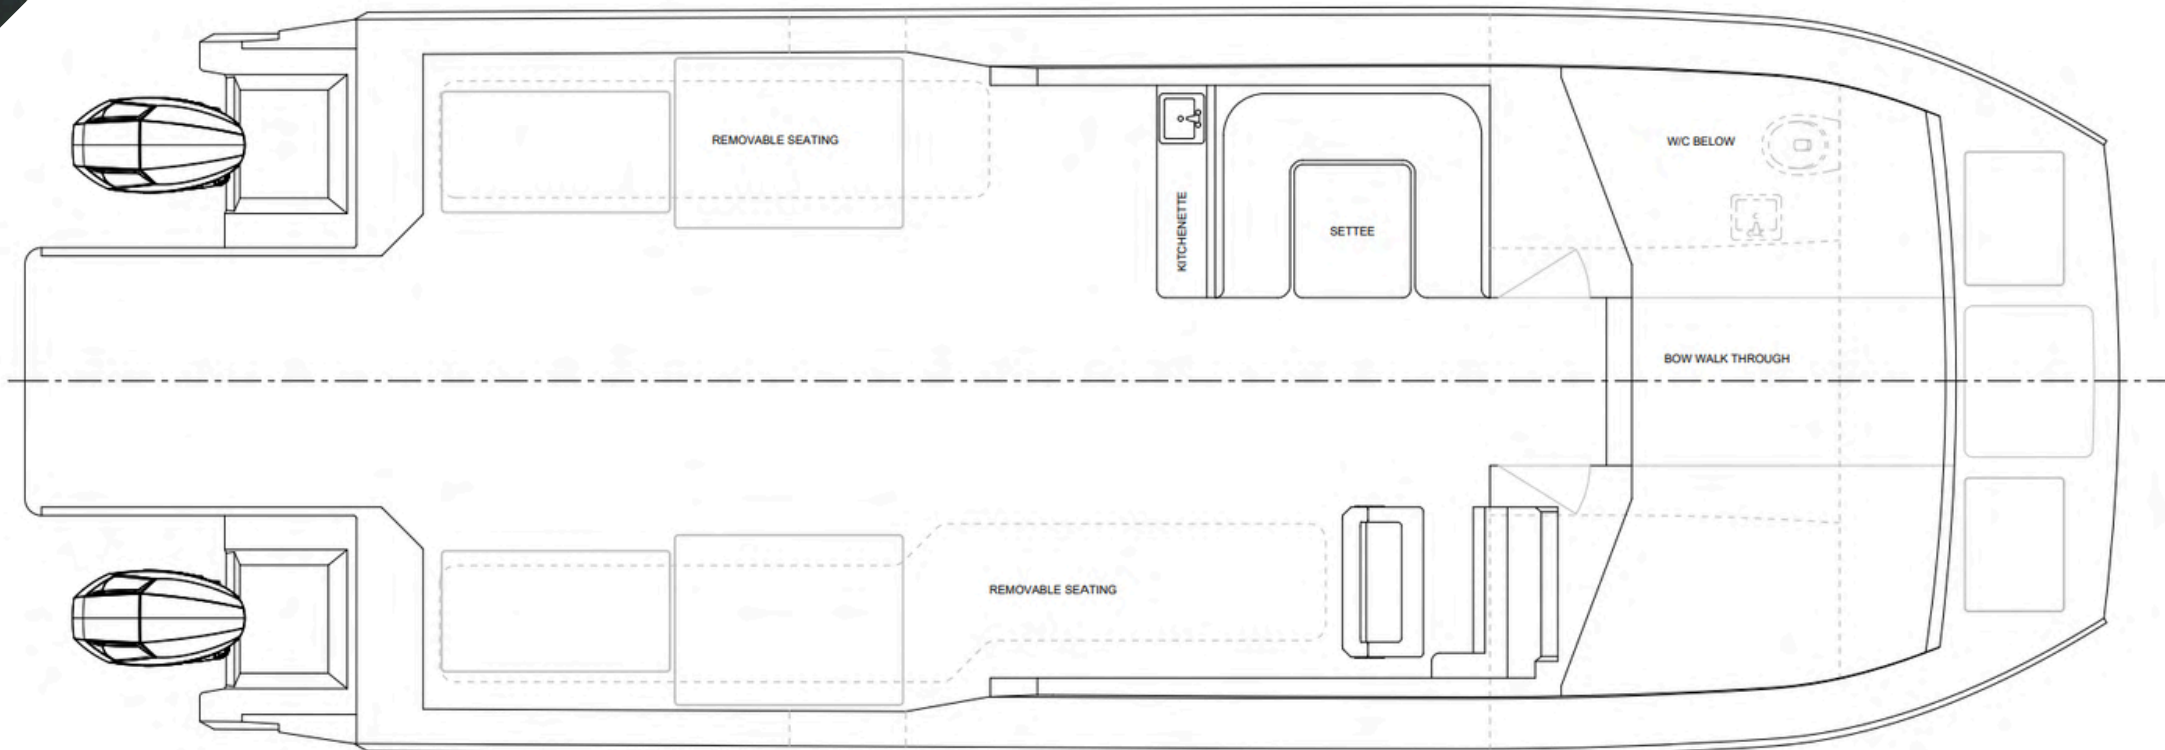 REMOVABLE SEATING
W/C BELOW
KITCHENETTE
SETTEE
BOW WALK THROUGH
REMOVABLE SEATING